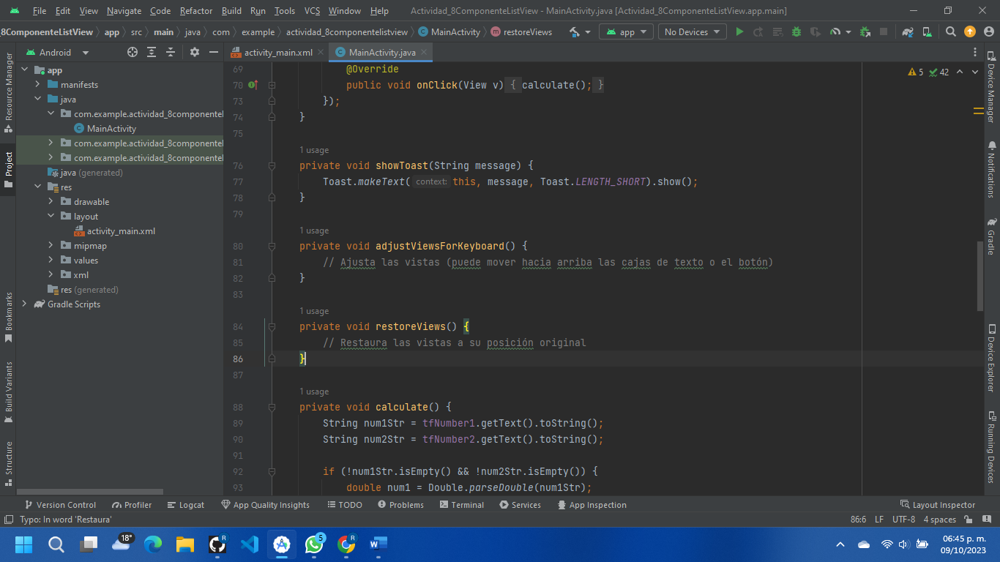 File Edit View Navigate Code Refactor Build Run Tools VCS Window Help Actividad_8ComponenteListView - MainActivity.java [Actividad_8ComponenteListView.app.main]
_8ComponenteListView app src main java com example actividad_8componentelistview MainActivity restoreViews app No Devices
Android activity_main.xml MainActivity.java
Resource Manager
Project
Bookmarks
Build Variants
Structure
app
manifests
java
com.example.actividad_8componentel
MainActivity
com.example.actividad_8componentel
com.example.actividad_8componentel
java (generated)
res
drawable
layout
activity_main.xml
mipmap
values
xml
res (generated)
Gradle Scripts
5 42
69 @Override
70 public void onClick(View v) { calculate(); }
73 });
74 }
75
1 usage
76 private void showToast(String message) {
77 Toast.makeText( context: this, message, Toast.LENGTH_SHORT).show();
78 }
79
1 usage
80 private void adjustViewsForKeyboard() {
81 // Ajusta las vistas (puede mover hacia arriba las cajas de texto o el botón)
82 }
83
1 usage
84 private void restoreViews() {
85 // Restaura las vistas a su posición original
86 }
87
1 usage
88 private void calculate() {
89 String num1Str = tfNumber1.getText().toString();
90 String num2Str = tfNumber2.getText().toString();
91
92 if (!num1Str.isEmpty() && !num2Str.isEmpty()) {
93 double num1 = Double.parseDouble(num1Str);
Device Manager
Notifications
Gradle
Device Explorer
Running Devices
Version Control Profiler Logcat App Quality Insights TODO Problems Terminal Services App Inspection Layout Inspector
Typo: In word 'Restaura' 86:6 LF UTF-8 4 spaces
18° R 5 R
06:45 p. m.
09/10/2023